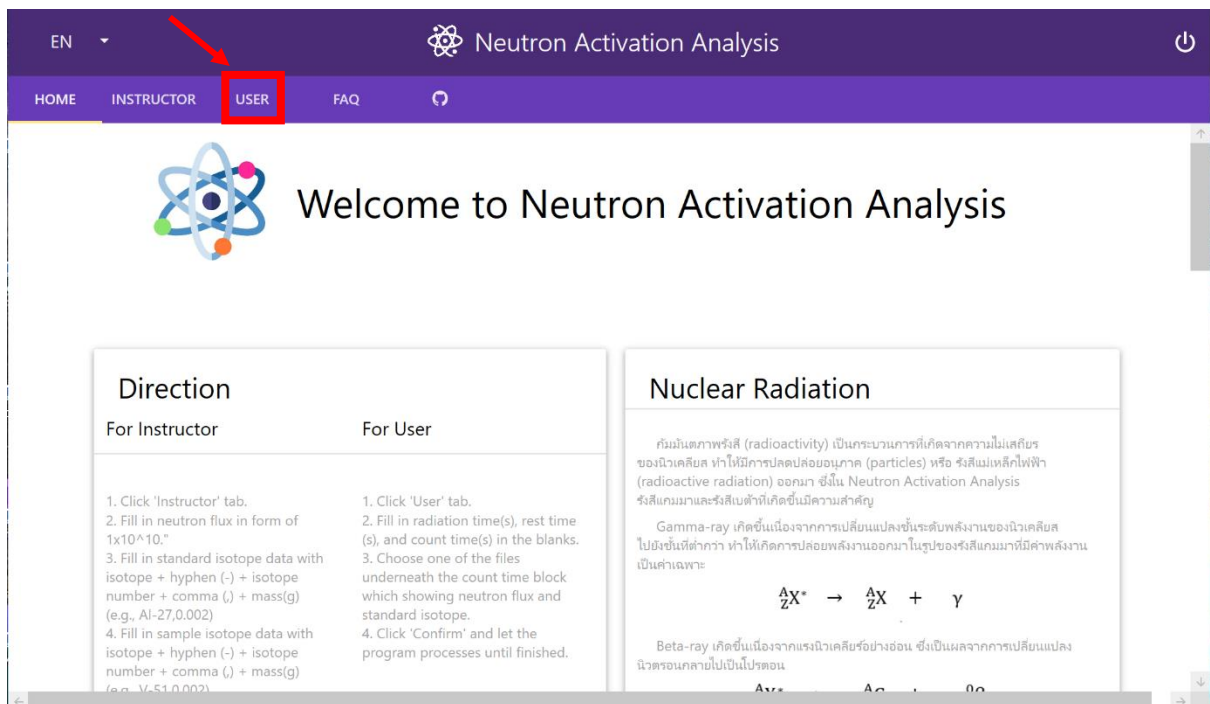 EN
Neutron Activation Analysis
HOME INSTRUCTOR USER FAQ
Welcome to Neutron Activation Analysis
Direction
For Instructor
1. Click 'Instructor' tab.
2. Fill in neutron flux in form of
1x10^10."
3. Fill in standard isotope data with
isotope + hyphen (-) + isotope
number + comma (,) + mass(g)
(e.g., Al-27,0.002)
4. Fill in sample isotope data with
isotope + hyphen (-) + isotope
number + comma (,) + mass(g)
(e.g., V-51,0.002)
For User
1. Click 'User' tab.
2. Fill in radiation time(s), rest time
(s), and count time(s) in the blanks.
3. Choose one of the files
underneath the count time block
which showing neutron flux and
standard isotope.
4. Click 'Confirm' and let the
program processes until finished.
Nuclear Radiation
กัมมันตภาพรังสี (radioactivity) เป็นกระบวนการที่เกิดจากความไม่เสถียร
ของนิวเคลียส ทำให้มีการปลดปล่อยอนุภาค (particles) หรือ รังสีแม่เหล็กไฟฟ้า
(radioactive radiation) ออกมา ซึ่งใน Neutron Activation Analysis
รังสีแกมมาและรังสีเบต้าที่เกิดขึ้นมีความสำคัญ
Gamma-ray เกิดขึ้นเนื่องจากการเปลี่ยนแปลงชั้นระดับพลังงานของนิวเคลียส
ไปยังชั้นที่ต่ำกว่า ทำให้เกิดการปล่อยพลังงานออกมาในรูปของรังสีแกมมาที่มีค่าพลังงาน
เป็นค่าเฉพาะ
ᴬ_ZX* → ᴬ_ZX + γ
Beta-ray เกิดขึ้นเนื่องจากแรงนิวเคลียร์อย่างอ่อน ซึ่งเป็นผลจากการเปลี่ยนแปลง
นิวตรอนกลายไปเป็นโปรตอน